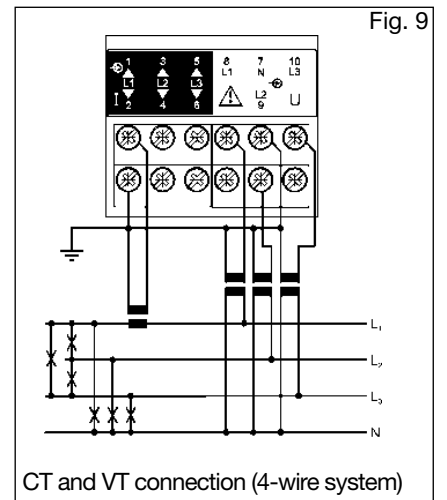 Fig. 9
1 3 5 8 7 10
L1 N L3
L1 L2 L3
L2
I 2 4 6 9 U
L1
L2
L3
N
CT and VT connection (4-wire system)